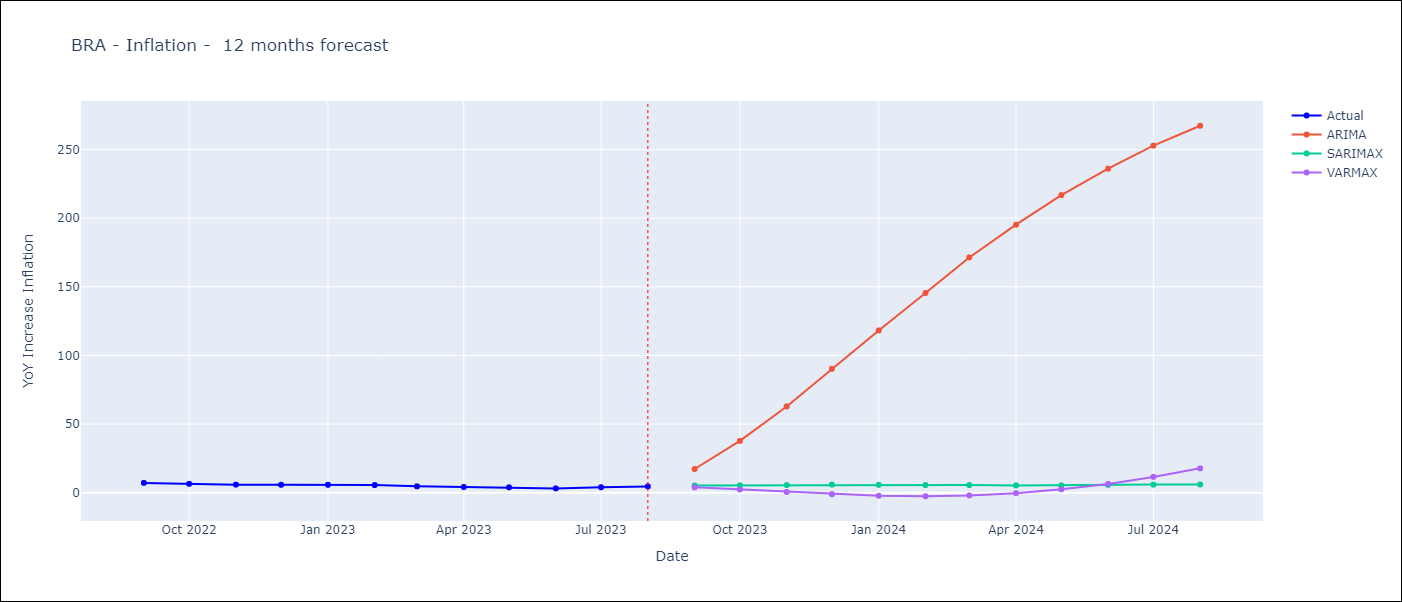 BRA - Inflation -  12 months forecast
Actual
ARIMA
SARIMAX
VARMAX
YoY Increase Inflation
250
200
150
100
50
0
Oct 2022 Jan 2023 Apr 2023 Jul 2023 Oct 2023 Jan 2024 Apr 2024 Jul 2024
Date